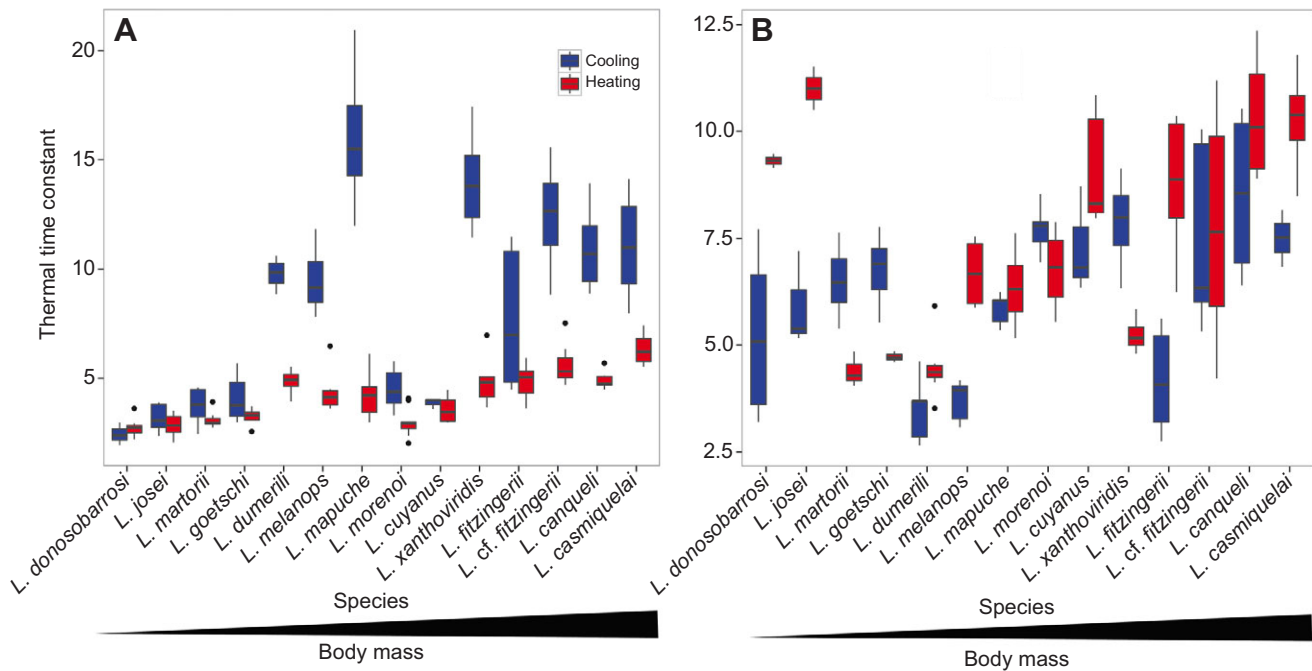 A
B
Cooling
Heating
Thermal time constant
20
15
10
5
12.5
10.0
7.5
5.0
2.5
L. donosobarrosi
L. josei
L. martorii
L. goetschi
L. dumerilii
L. melanops
L. mapuche
L. morenoi
L. cuyanus
L. xanthoviridis
L. fitzingerii
L. cf. fitzingerii
L. canqueli
L. casmiquelai
L. donosobarrosi
L. josei
L. martorii
L. goetschi
L. dumerilii
L. melanops
L. mapuche
L. morenoi
L. cuyanus
L. xanthoviridis
L. fitzingerii
L. cf. fitzingerii
L. canqueli
L. casmiquelai
Species
Body mass
Species
Body mass